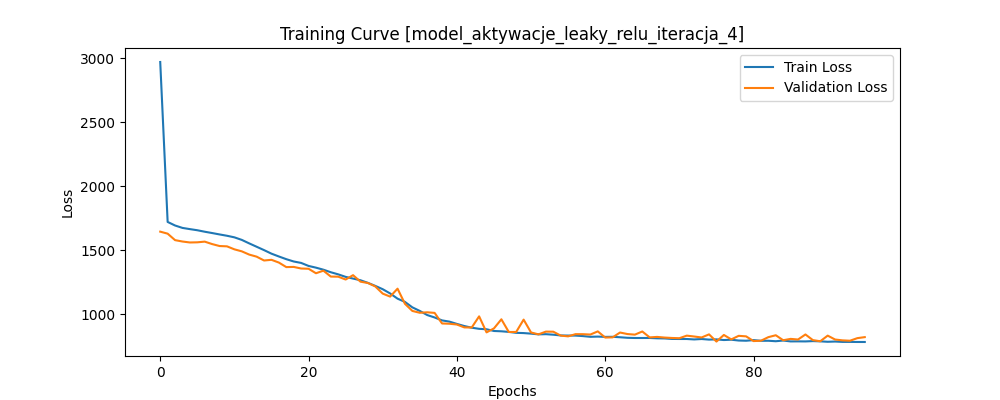 Training Curve [model_aktywacje_leaky_relu_iteracja_4]
3000
2500
2000
1500
1000
Loss
Train Loss
Validation Loss
0 20 40 60 80
Epochs